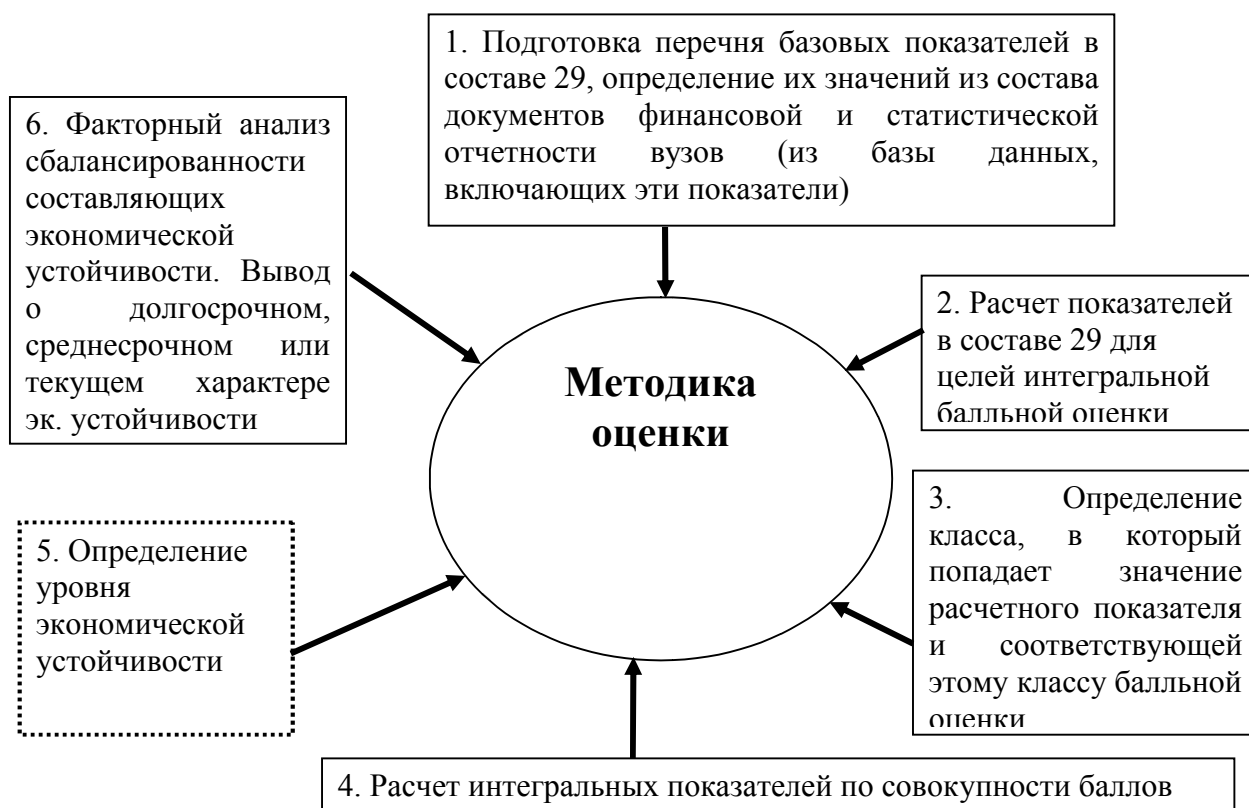 1. Подготовка перечня базовых показателей в
составе 29, определение их значений из состава
документов финансовой и статистической
отчетности вузов (из базы данных,
включающих эти показатели)
6. Факторный анализ
сбалансированности
составляющих
экономической
устойчивости. Вывод
о долгосрочном,
среднесрочном или
текущем характере
эк. устойчивости
2. Расчет показателей
в составе 29 для
целей интегральной
балльной оценки
Методика
оценки
3. Определение
класса, в который
попадает значение
расчетного показателя
и соответствующей
этому классу балльной
оценки
5. Определение
уровня
экономической
устойчивости
4. Расчет интегральных показателей по совокупности баллов